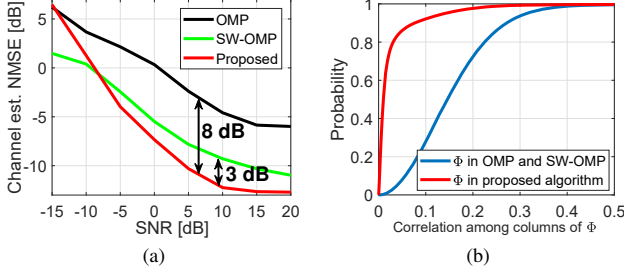 OMP
SW-OMP
Proposed
8 dB
3 dB
Channel est. NMSE [dB]
5
0
-5
-10
-15 -10 -5 0 5 10 15 20
SNR [dB]
(a)
Probability
1
0.8
0.6
0.4
0.2
0
Φ in OMP and SW-OMP
Φ in proposed algorithm
0 0.1 0.2 0.3 0.4 0.5
Correlation among columns of Φ
(b)